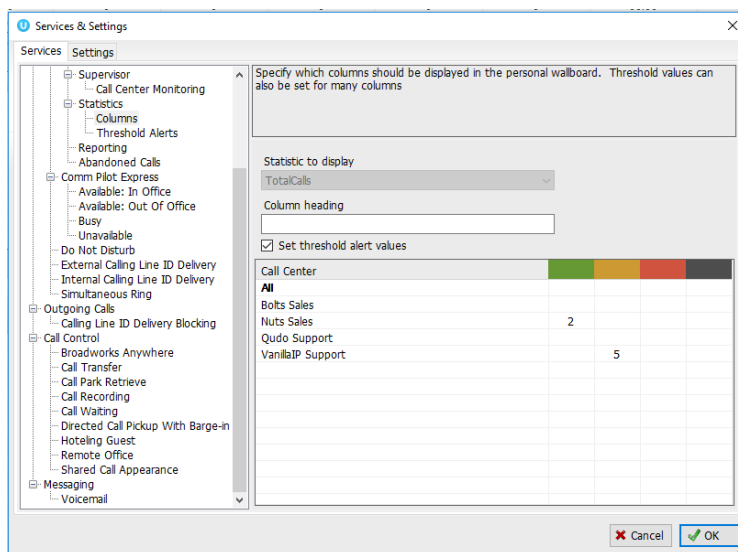 Services & Settings
Services Settings
Supervisor
Call Center Monitoring
Statistics
Columns
Threshold Alerts
Reporting
Abandoned Calls
Comm Pilot Express
Available: In Office
Available: Out Of Office
Busy
Unavailable
Do Not Disturb
External Calling Line ID Delivery
Internal Calling Line ID Delivery
Simultaneous Ring
Outgoing Calls
Calling Line ID Delivery Blocking
Call Control
Broadworks Anywhere
Call Transfer
Call Park Retrieve
Call Recording
Call Waiting
Directed Call Pickup With Barge-in
Hoteling Guest
Remote Office
Shared Call Appearance
Messaging
Voicemail
Specify which columns should be displayed in the personal wallboard. Threshold values can
also be set for many columns
Statistic to display
TotalCalls
Column heading
Set threshold alert values
Call Center
All
Bolts Sales
Nuts Sales 2
Qudo Support
VanillaIP Support 5
Cancel OK